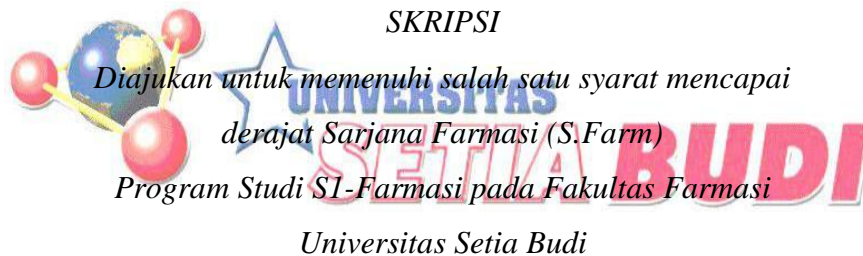 SKRIPSI
Diajukan untuk memenuhi salah satu syarat mencapai
UNIVERSITAS
derajat Sarjana Farmasi (S.Farm)
SETIA BUDI
Program Studi S1-Farmasi pada Fakultas Farmasi
Universitas Setia Budi